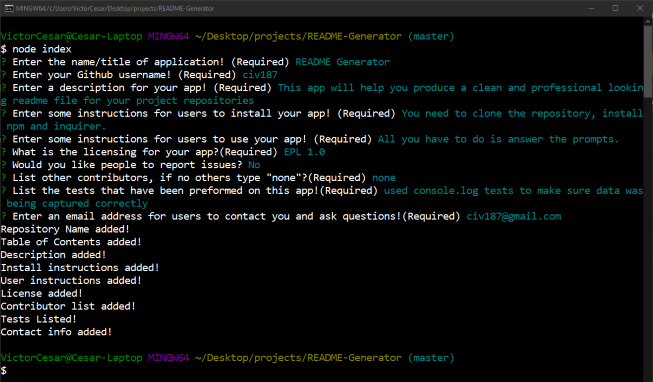 MINGW64:/c/Users/VictorCesar/Desktop/projects/README-Generator
VictorCesar@Cesar-Laptop MINGW64 ~/Desktop/projects/README-Generator (master)
$ node index
? Enter the name/title of application! (Required) README Generator
? Enter your Github username! (Required) civ187
? Enter a description for your app! (Required) This app will help you produce a clean and professional lookin
g readme file for your project repositories
? Enter some instructions for users to install your app! (Required) You need to clone the repository, install
npm and inquirer.
? Enter some instructions for users to use your app! (Required) All you have to do is answer the prompts.
? What is the licensing for your app?(Required) EPL 1.0
? Would you like people to report issues? No
? List other contributors, if no others type "none"?(Required) none
? List the tests that have been preformed on this app!(Required) used console.log tests to make sure data was
being captured correctly
? Enter an email address for users to contact you and ask questions!(Required) civ187@gmail.com
Repository Name added!
Table of Contents added!
Description added!
Install instructions added!
User instructions added!
License added!
Contributor list added!
Tests Listed!
Contact info added!
VictorCesar@Cesar-Laptop MINGW64 ~/Desktop/projects/README-Generator (master)
$